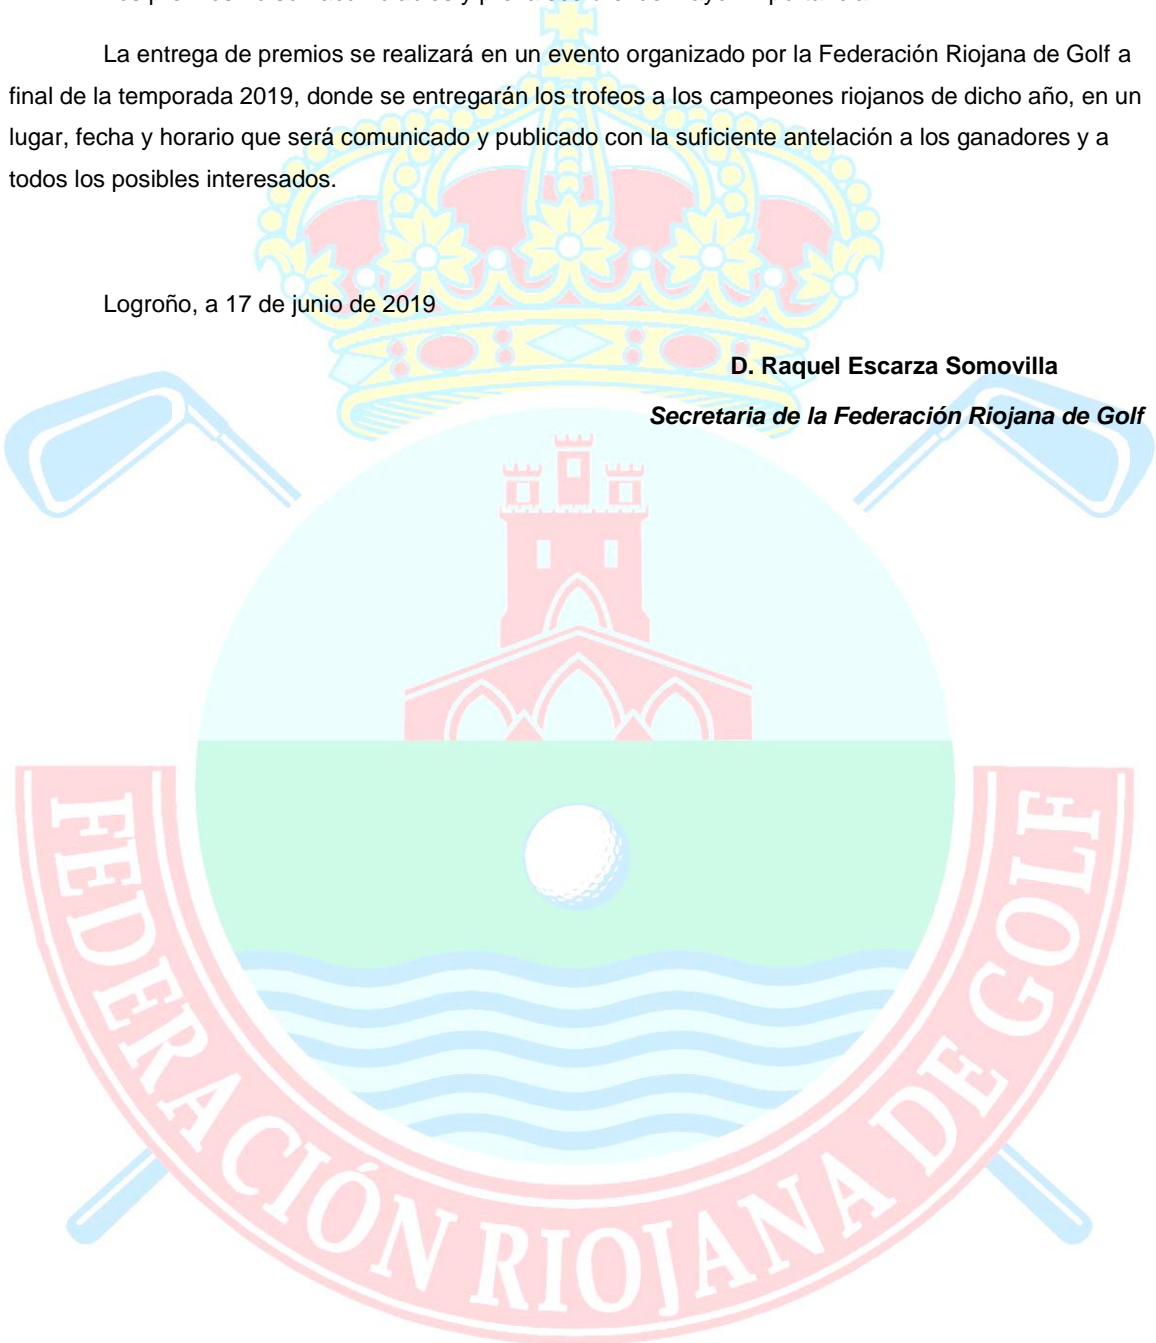 La entrega de premios se realizará en un evento organizado por la Federación Riojana de Golf a
final de la temporada 2019, donde se entregarán los trofeos a los campeones riojanos de dicho año, en un
lugar, fecha y horario que será comunicado y publicado con la suficiente antelación a los ganadores y a
todos los posibles interesados.
Logroño, a 17 de junio de 2019
D. Raquel Escarza Somovilla
Secretaria de la Federación Riojana de Golf
FEDERACIÓN RIOJANA DE GOLF